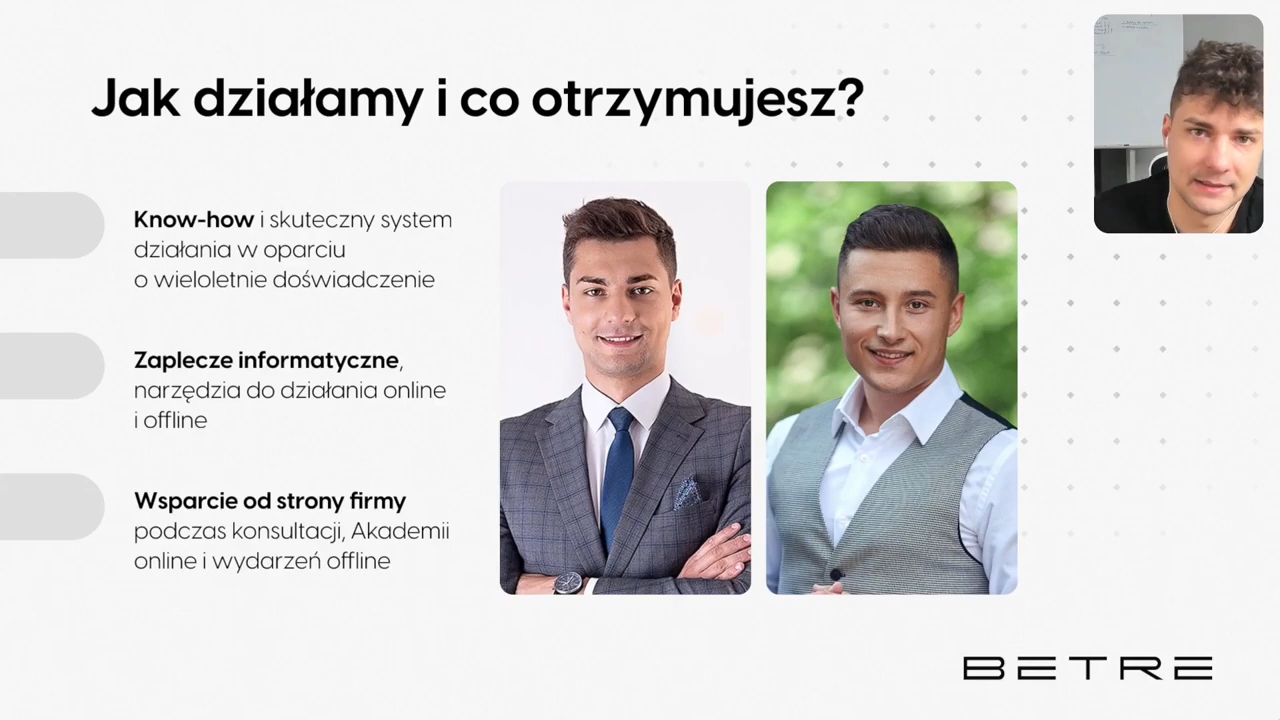 Jak działamy i co otrzymujesz?
Know-how i skuteczny system
działania w oparciu
o wieloletnie doświadczenie
Zaplecze informatyczne,
narzędzia do działania online
i offline
Wsparcie od strony firmy
podczas konsultacji, Akademii
online i wydarzeń offline
BETRE